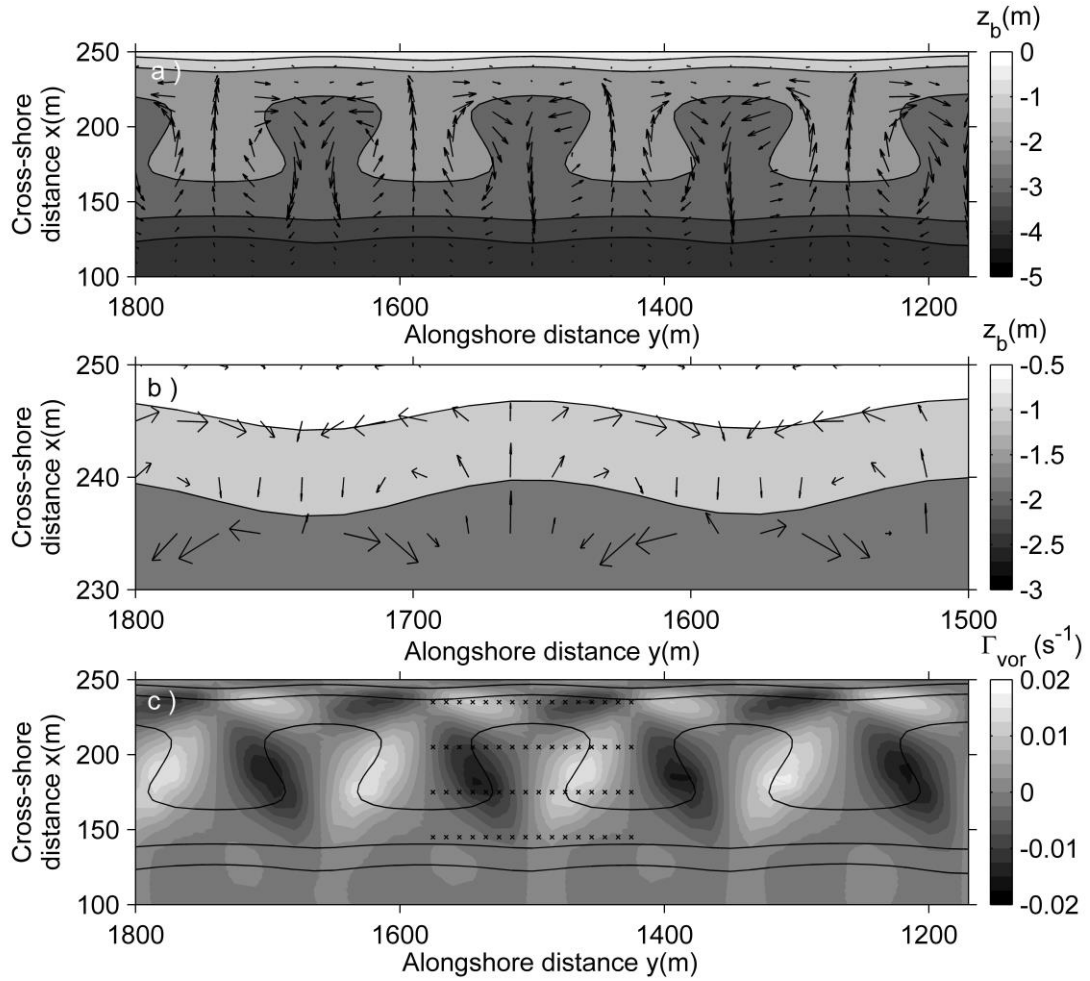 z_b(m)
a )
Cross-shore
distance x(m)
250
200
150
100
0
-1
-2
-3
-4
-5
1800 1600 1400 1200
Alongshore distance y(m)
z_b(m)
b )
Cross-shore
distance x(m)
250
240
230
-0.5
-1
-1.5
-2
-2.5
-3
1800 1700 1600 1500
Alongshore distance y(m)
Γ_vor (s^-1)
c )
Cross-shore
distance x(m)
250
200
150
100
0.02
0.01
0
-0.01
-0.02
1800 1600 1400 1200
Alongshore distance y(m)